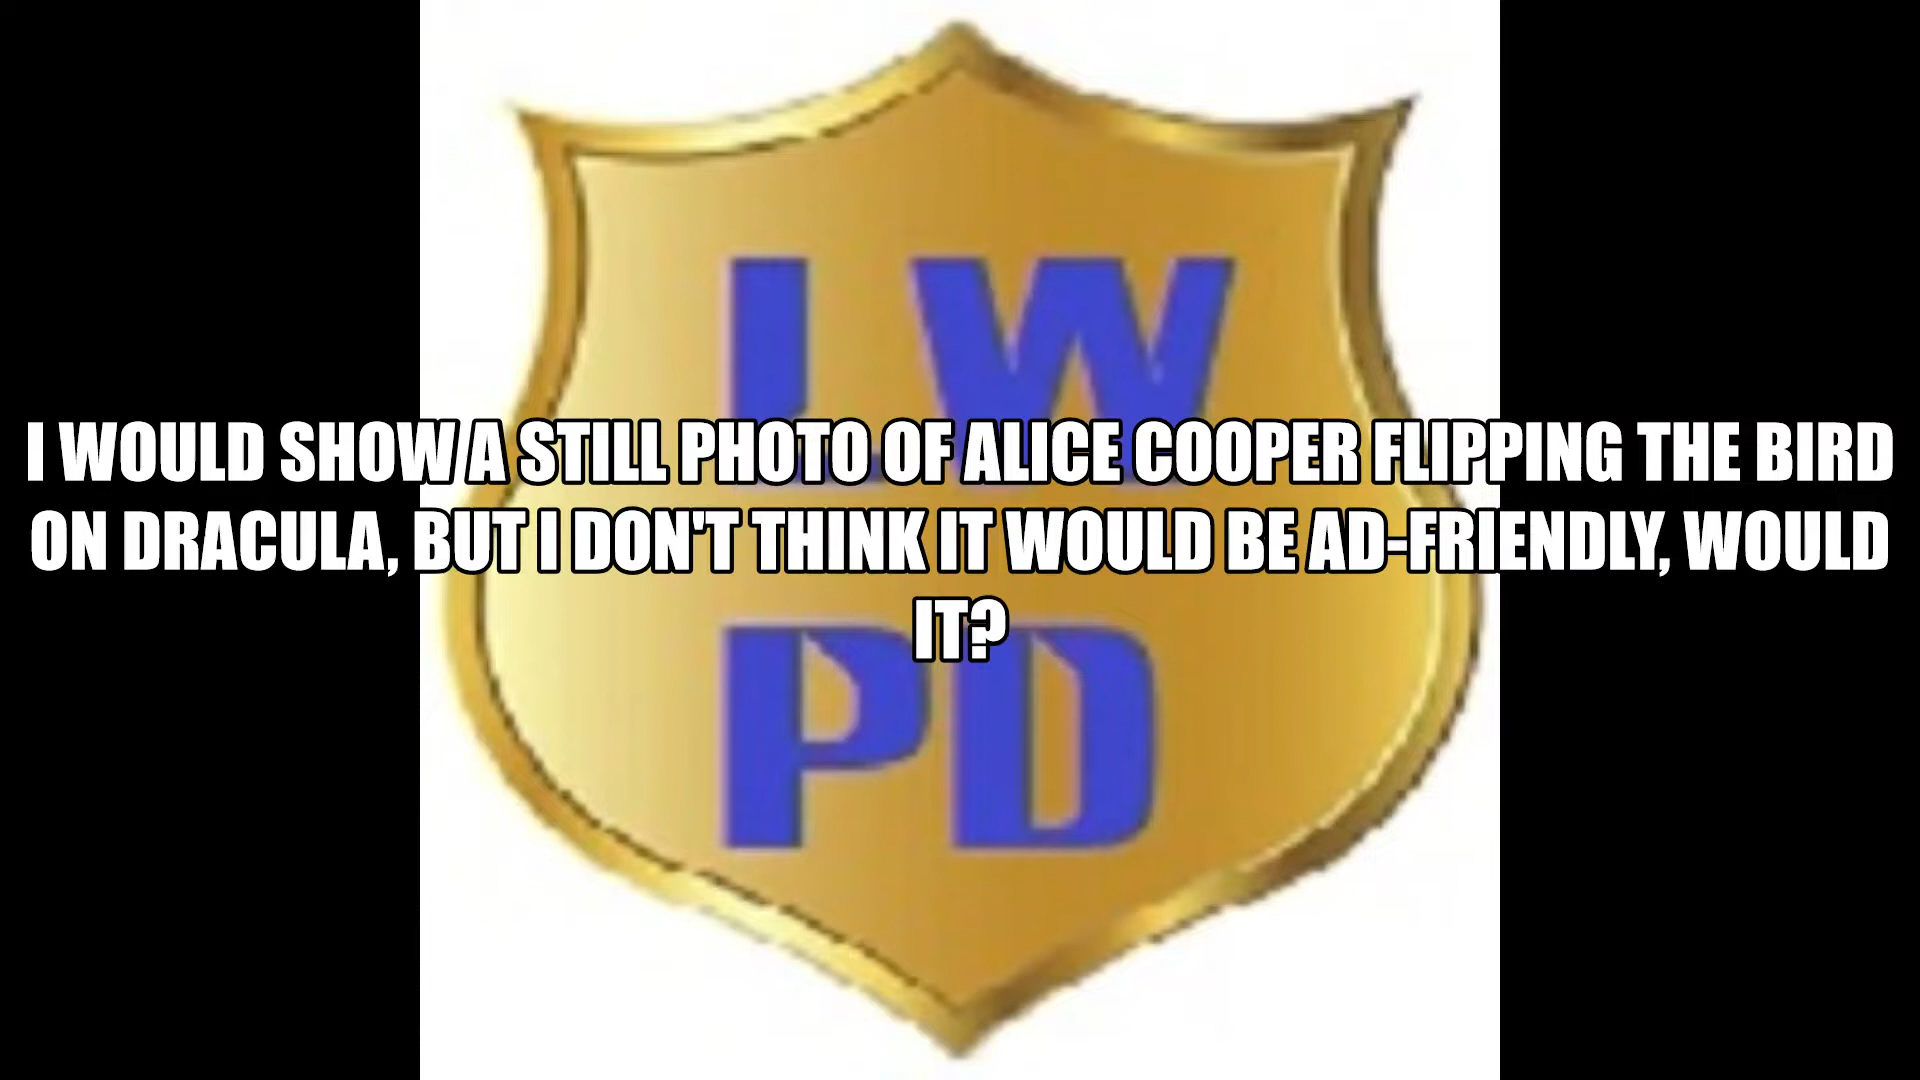 L W
I WOULD SHOW A STILL PHOTO OF ALICE COOPER FLIPPING THE BIRD
ON DRACULA, BUT I DON'T THINK IT WOULD BE AD-FRIENDLY, WOULD
IT?
PD